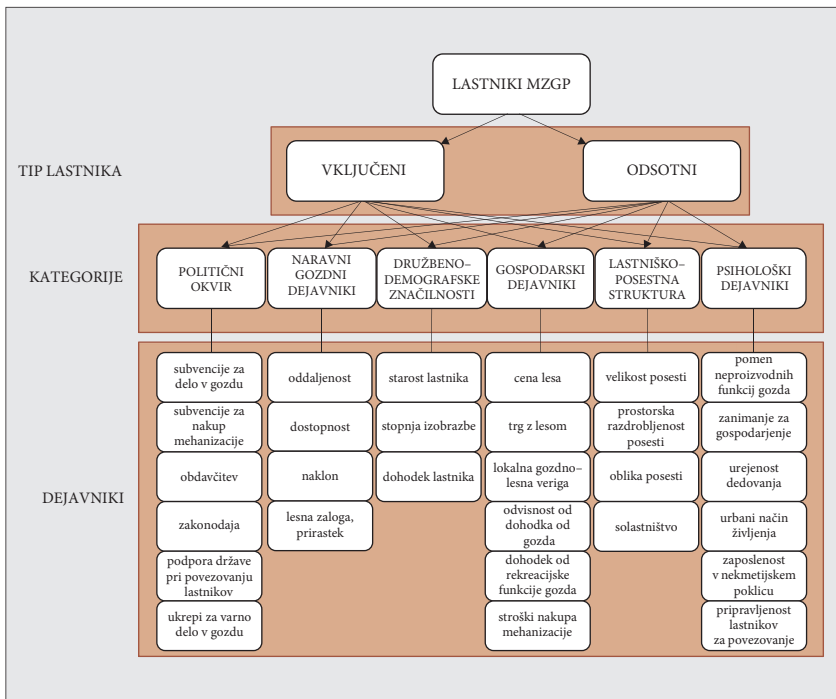 LASTNIKI MZGP
TIP LASTNIKA
VKLJUČENI
ODSOTNI
KATEGORIJE
POLITIČNI
OKVIR
NARAVNI
GOZDNI
DEJAVNIKI
DRUŽBENO–
DEMOGRAFSKE
ZNAČILNOSTI
GOSPODARSKI
DEJAVNIKI
LASTNIŠKO-
POSESTNA
STRUKTURA
PSIHOLOŠKI
DEJAVNIKI
DEJAVNIKI
subvencije za
delo v gozdu
subvencije za
nakup
mehanizacije
obdavčitev
zakonodaja
podpora države
pri povezovanju
lastnikov
ukrepi za varno
delo v gozdu
oddaljenost
dostopnost
naklon
lesna zaloga,
prirastek
starost lastnika
stopnja izobrazbe
dohodek lastnika
cena lesa
trg z lesom
lokalna gozdno–
lesna veriga
odvisnost od
dohodka od
gozda
dohodek od
rekreacijske
funkcije gozda
stroški nakupa
mehanizacije
velikost posesti
prostorska
razdrobljenost
posesti
oblika posesti
solastništvo
pomen
neproizvodnih
funkcij gozda
zanimanje za
gospodarjenje
urejenost
dedovanja
urbani način
življenja
zaposlenost
v nekmetijskem
poklicu
pripravljenost
lastnikov
za povezovanje